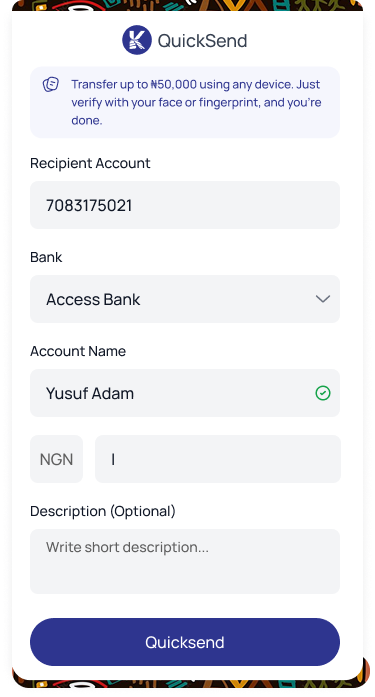 QuickSend
Transfer up to ₦50,000 using any device. Just
verify with your face or fingerprint, and you're
done.
Recipient Account
7083175021
Bank
Access Bank
Account Name
Yusuf Adam
NGN
Description (Optional)
Write short description...
Quicksend